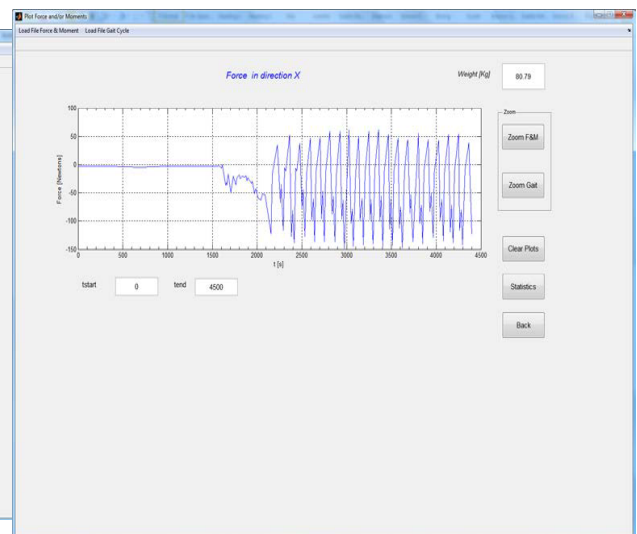 Plot Force and/or Moments
Load File Force & Moment Load File Gait Cycle
Force in direction X
Weight [Kg] 80.79
Zoom
Zoom F&M
Zoom Gait
Clear Plots
Statistics
Back
Force [Newtons]
100
50
0
-50
-100
-150
0 500 1000 1500 2000 2500 3000 3500 4000 4500
t [s]
tstart 0 tend 4500